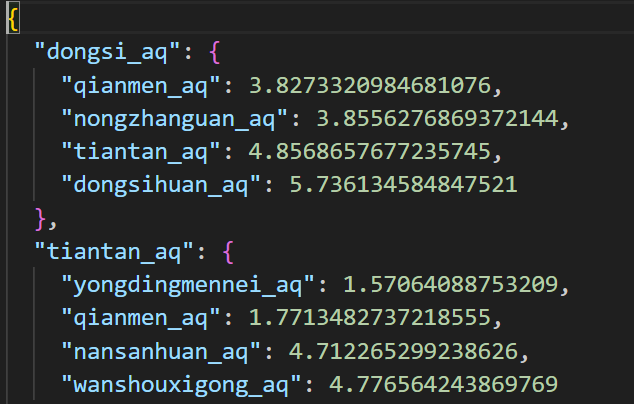 {
"dongsi_aq": {
"qianmen_aq": 3.8273320984681076,
"nongzhanguan_aq": 3.8556276869372144,
"tiantan_aq": 4.8568657677235745,
"dongsihuan_aq": 5.736134584847521
},
"tiantan_aq": {
"yongdingmennei_aq": 1.57064088753209,
"qianmen_aq": 1.7713482737218555,
"nansanhuan_aq": 4.712265299238626,
"wanshouxigong_aq": 4.776564243869769